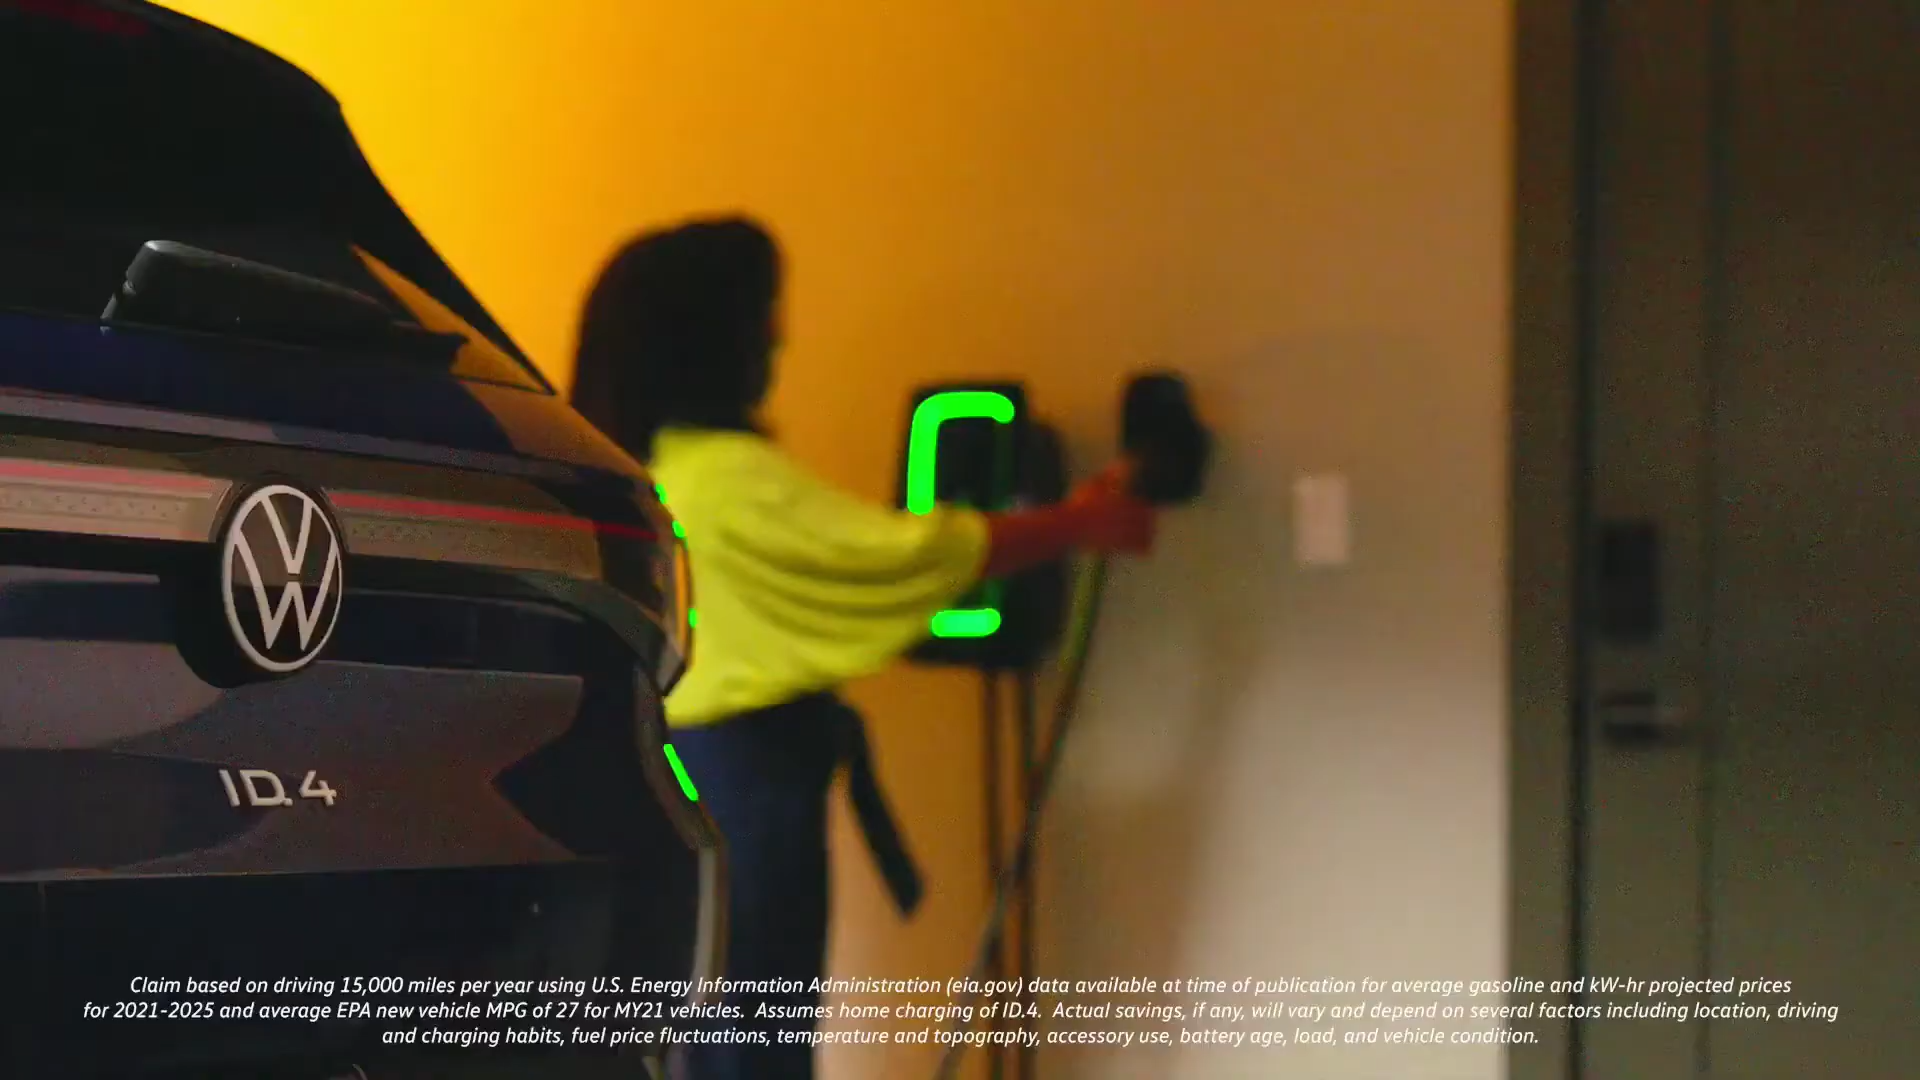 ID.4
Claim based on driving 15,000 miles per year using U.S. Energy Information Administration (eia.gov) data available at time of publication for average gasoline and kW-hr projected prices
for 2021-2025 and average EPA new vehicle MPG of 27 for MY21 vehicles.  Assumes home charging of ID.4.  Actual savings, if any, will vary and depend on several factors including location, driving
and charging habits, fuel price fluctuations, temperature and topography, accessory use, battery age, load, and vehicle condition.